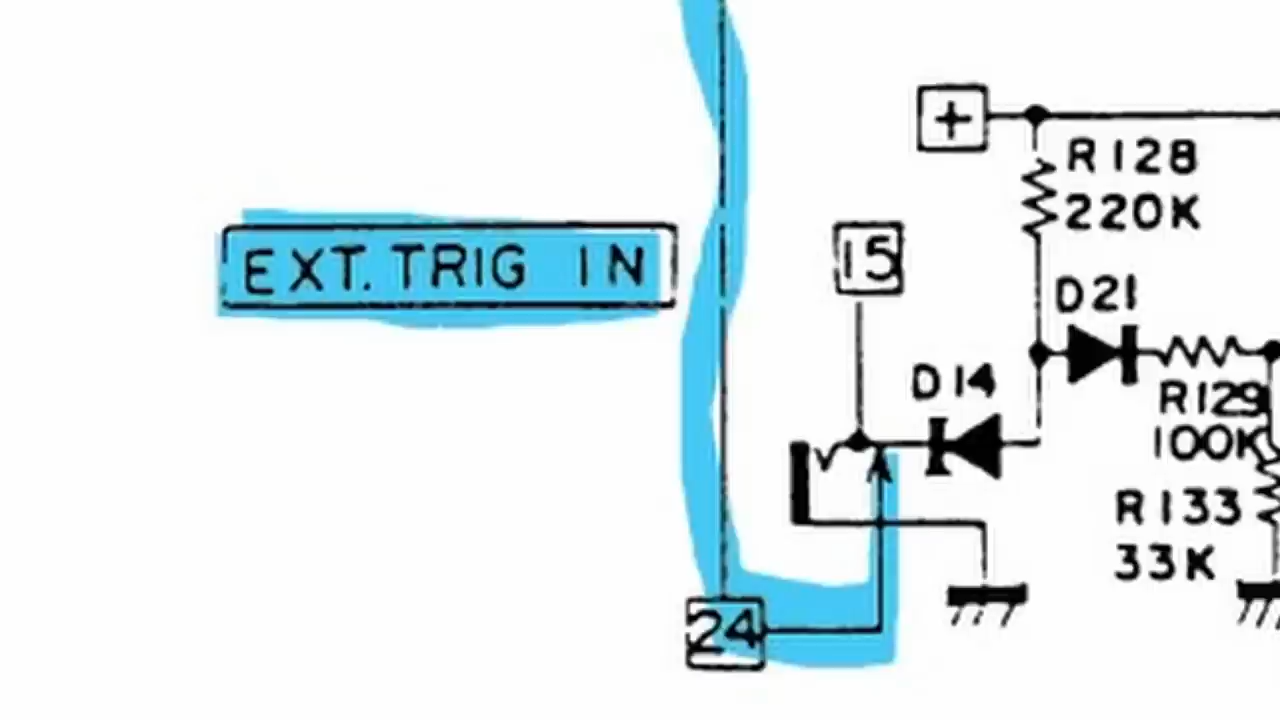 +
R128
220K
EXT. TRIG IN
15
D21
D14
R129
100K
R133
33K
24